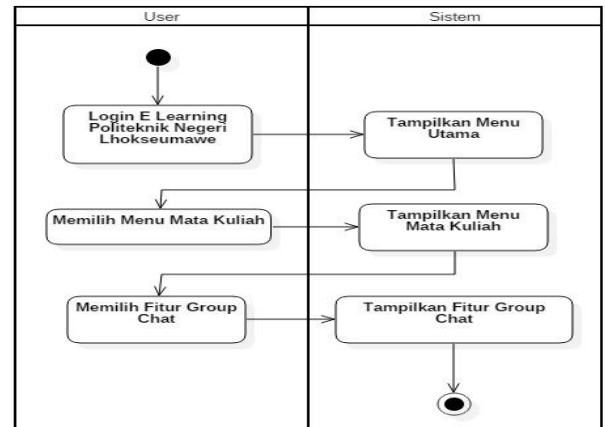 User
Sistem
Login E Learning
Politeknik Negeri
Lhokseumawe
Tampilkan Menu
Utama
Memilih Menu Mata Kuliah
Tampilkan Menu
Mata Kuliah
Memilih Fitur Group
Chat
Tampilkan Fitur Group
Chat